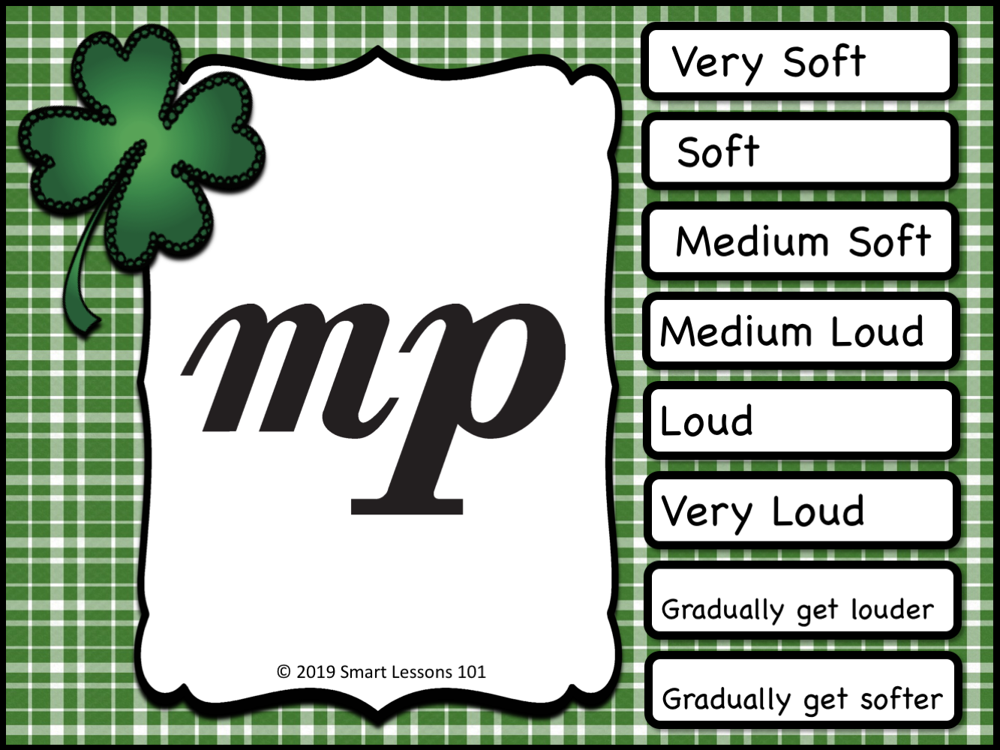 mp
© 2019 Smart Lessons 101
Very Soft
Soft
Medium Soft
Medium Loud
Loud
Very Loud
Gradually get louder
Gradually get softer